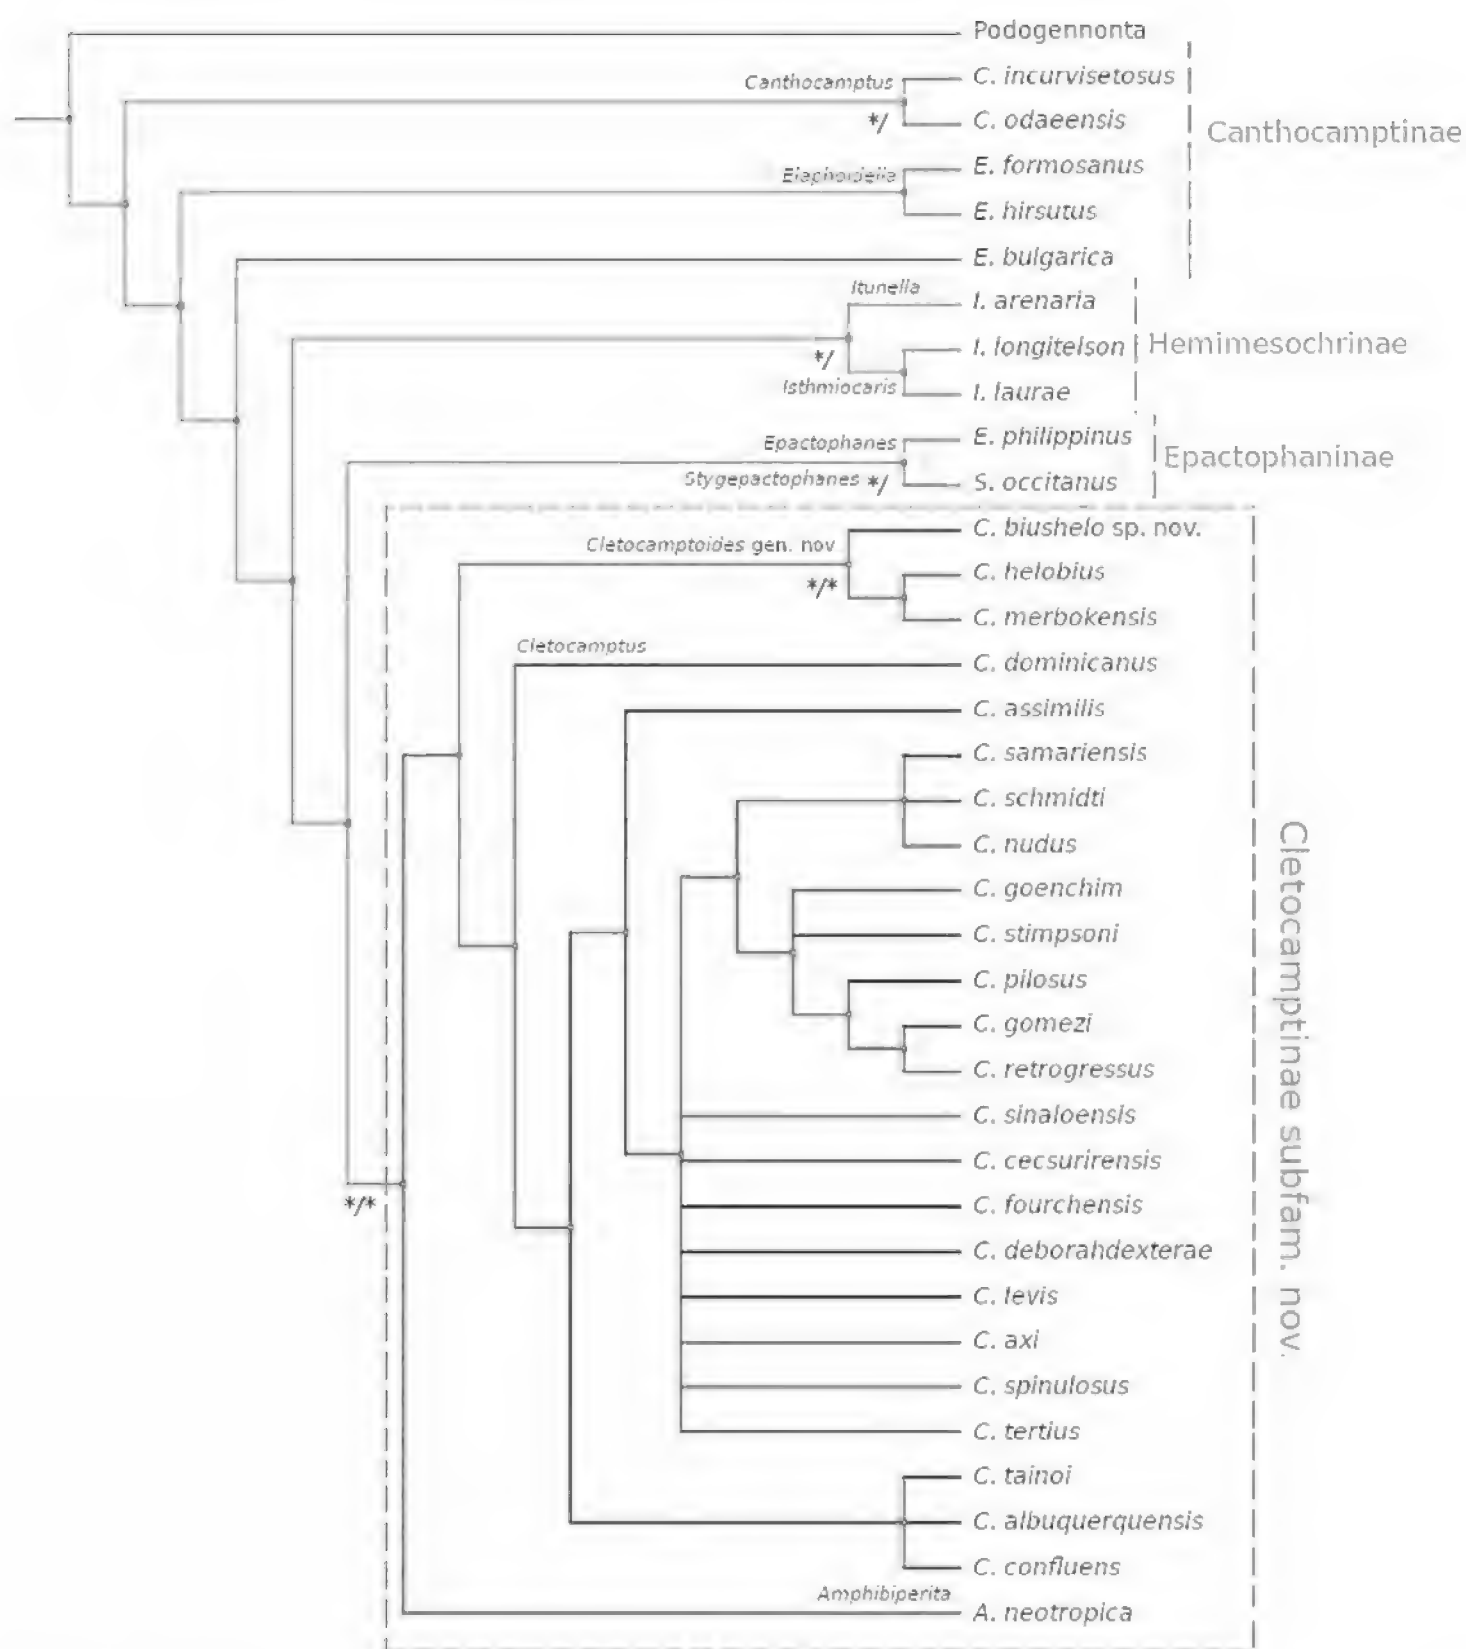 Podogennonta
Canthocamptus
C. incurvisetosus
*/
C. odaeensis
Canthocamptinae
Elaphoidella
E. formosanus
E. hirsutus
E. bulgarica
Itunella
I. arenaria
*/
I. longitelson
Hemimesochrinae
Isthmiocaris
I. laurae
Epactophanes
E. philippinus
Epactophaninae
Stygepactophanes */
S. occitanus
C. biushelo sp. nov.
Cletocamptoides gen. nov
*/*
C. helobius
C. merbokensis
Cletocamptus
C. dominicanus
C. assimilis
C. samariensis
C. schmidti
C. nudus
C. goenchim
C. stimpsoni
C. pilosus
C. gomezi
C. retrogressus
C. sinaloensis
C. cecsurirensis
*/*
C. fourchensis
C. deborahdexterae
C. levis
C. axi
C. spinulosus
C. tertius
C. tainoi
C. albuquerquensis
C. confluens
Amphibiperita
A. neotropica
Cletocamptinae subfam. nov.